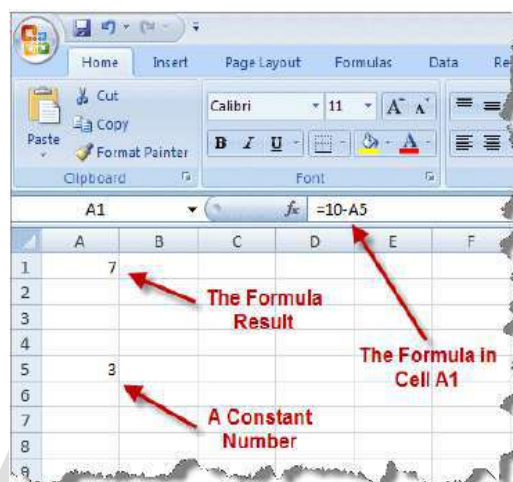 Home Insert Page Layout Formulas Data Re
Cut
Copy
Paste
Format Painter
Calibri 11 A A
B I U A
Clipboard Font
A1 fx =10-A5
A B C D E F
1 7
2
The Formula
3
Result
4
The Formula in
5 3
Cell A1
6
7
A Constant
Number
8
9